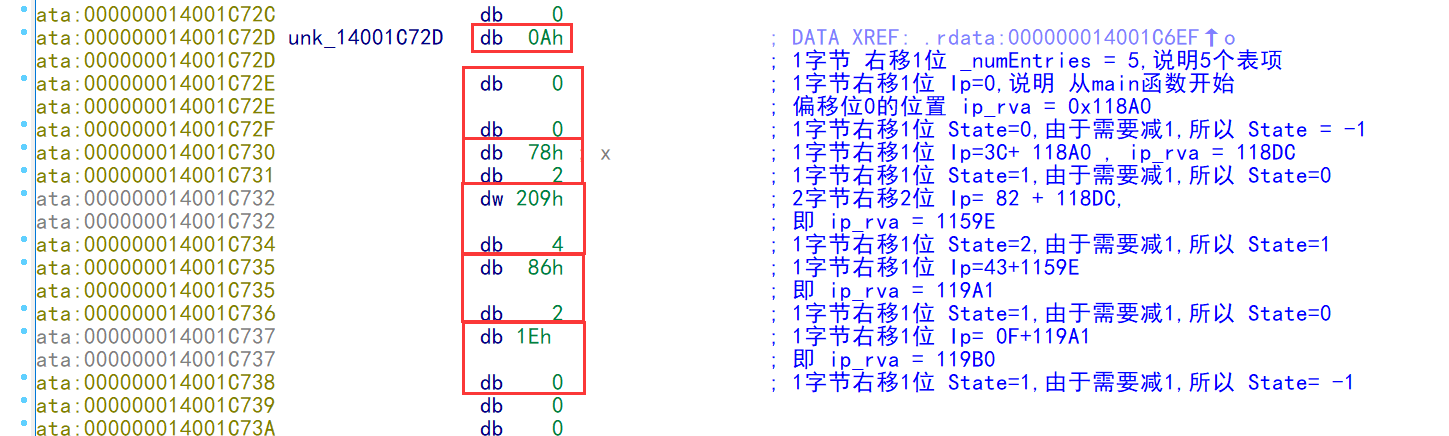 ata:000000014001C72C db 0
ata:000000014001C72D unk_14001C72D db 0Ah ; DATA XREF: .rdata:000000014001C6EF↑o
ata:000000014001C72D ; 1字节 右移1位 _numEntries = 5,说明5个表项
ata:000000014001C72E db 0 ; 1字节右移1位 Ip=0,说明 从main函数开始
ata:000000014001C72E ; 偏移位0的位置 ip_rva = 0x118A0
ata:000000014001C72F db 0 ; 1字节右移1位 State=0,由于需要减1,所以 State = -1
ata:000000014001C730 db 78h ; x ; 1字节右移1位 Ip=3C+ 118A0 , ip_rva = 118DC
ata:000000014001C731 db 2 ; 1字节右移1位 State=1,由于需要减1,所以 State=0
ata:000000014001C732 dw 209h ; 2字节右移2位 Ip= 82 + 118DC,
ata:000000014001C732 ; 即 ip_rva = 1159E
ata:000000014001C734 db 4 ; 1字节右移1位 State=2,由于需要减1,所以 State=1
ata:000000014001C735 db 86h ; 1字节右移1位 Ip=43+1159E
ata:000000014001C735 ; 即 ip_rva = 119A1
ata:000000014001C736 db 2 ; 1字节右移1位 State=1,由于需要减1,所以 State=0
ata:000000014001C737 db 1Eh ; 1字节右移1位 Ip= 0F+119A1
ata:000000014001C737 ; 即 ip_rva = 119B0
ata:000000014001C738 db 0 ; 1字节右移1位 State=1,由于需要减1,所以 State= -1
ata:000000014001C739 db 0
ata:000000014001C73A db 0